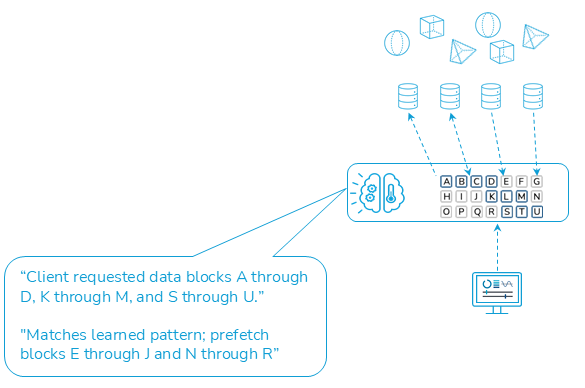 A B C D E F G
H I J K L M N
O P Q R S T U
“Client requested data blocks A through
D, K through M, and S through U.”
"Matches learned pattern; prefetch
blocks E through J and N through R”